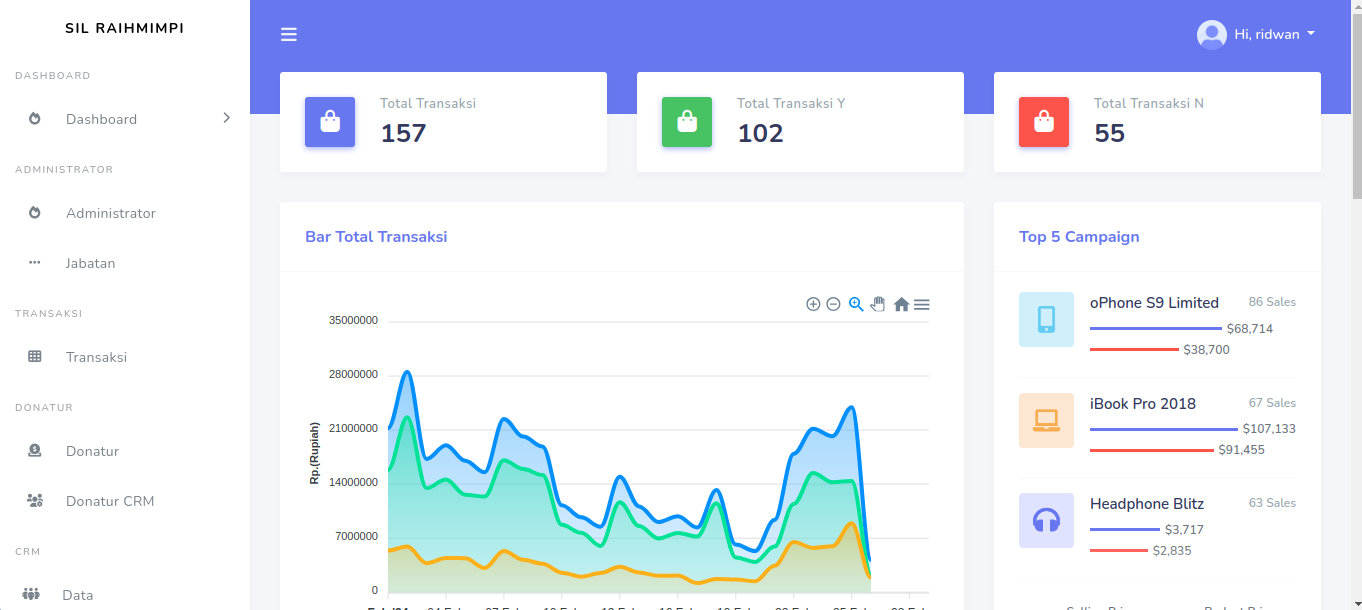 SIL RAIHMIMPI
DASHBOARD
Dashboard
ADMINISTRATOR
Administrator
Jabatan
TRANSAKSI
Transaksi
DONATUR
Donatur
Donatur CRM
CRM
Data
Hi, ridwan
Total Transaksi
157
Total Transaksi Y
102
Total Transaksi N
55
Bar Total Transaksi
Rp.(Rupiah)
35000000
28000000
21000000
14000000
7000000
0
Top 5 Campaign
oPhone S9 Limited
86 Sales
$68,714
$38,700
iBook Pro 2018
67 Sales
$107,133
$91,455
Headphone Blitz
63 Sales
$3,717
$2,835